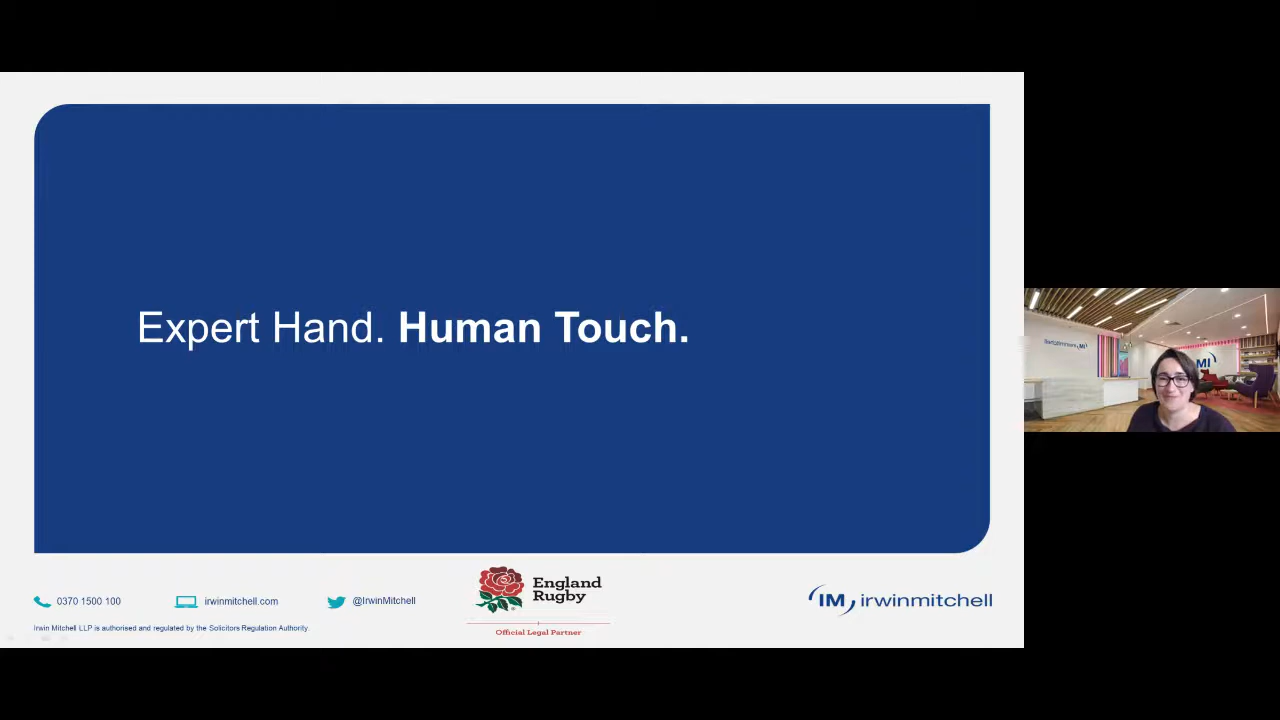 Expert Hand. Human Touch.
0370 1500 100
irwinmitchell.com
@IrwinMitchell
England
Rugby
Official Legal Partner
IM irwinmitchell
Irwin Mitchell LLP is authorised and regulated by the Solicitors Regulation Authority.
MI